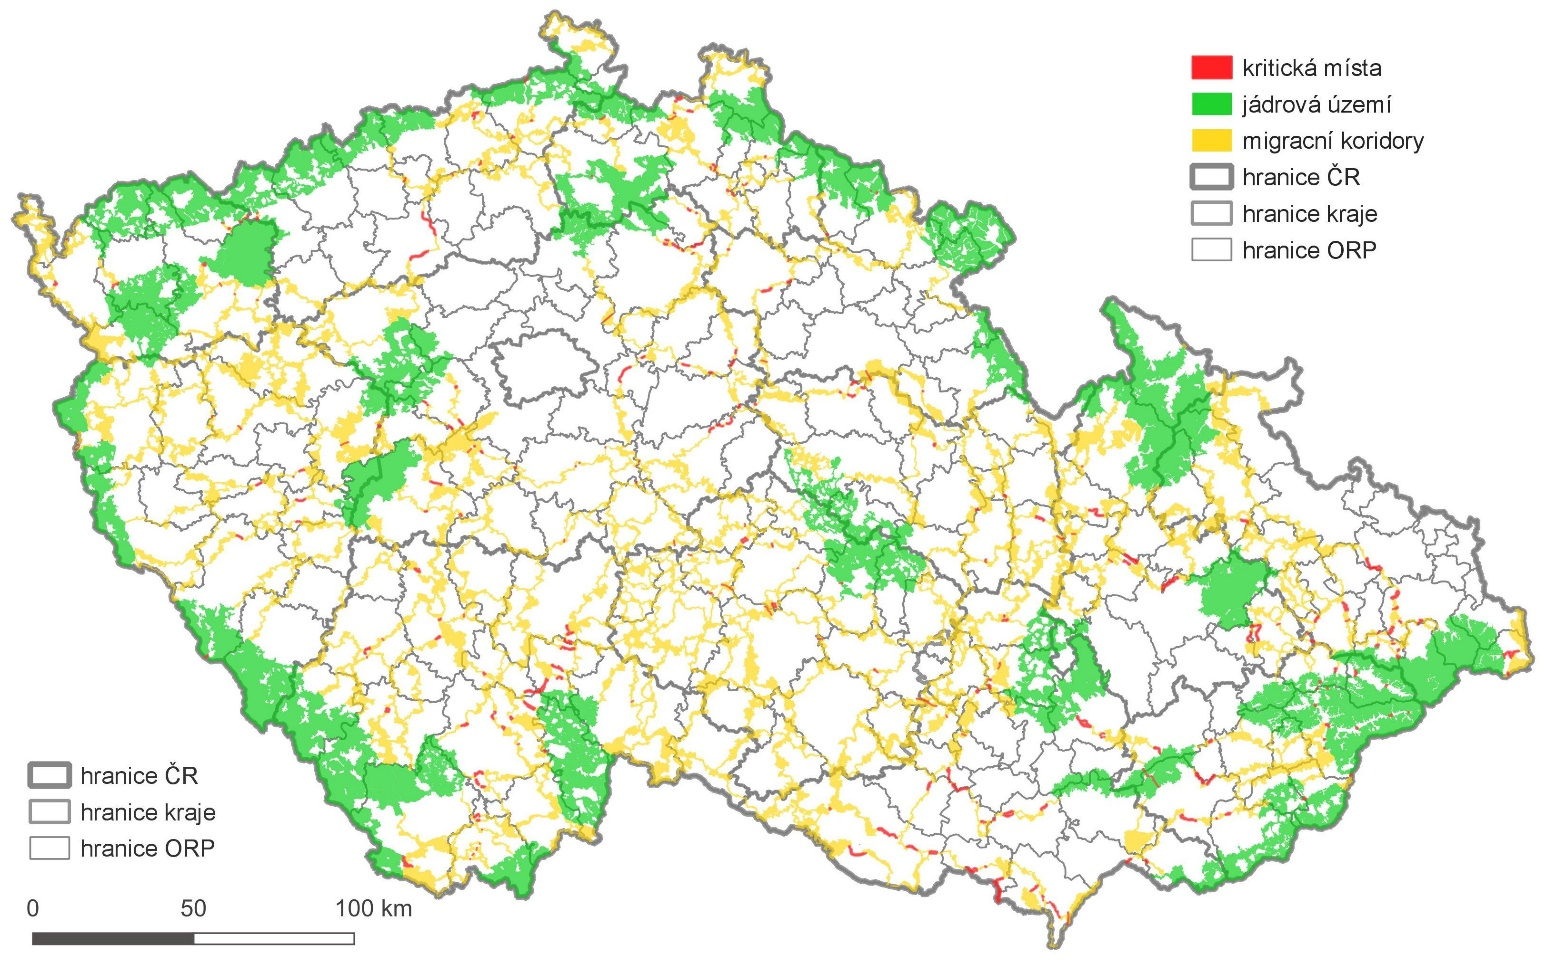 kritická místa
jádrová území
migracní koridory
hranice ČR
hranice kraje
hranice ORP
hranice ČR
hranice kraje
hranice ORP
0 50 100 km